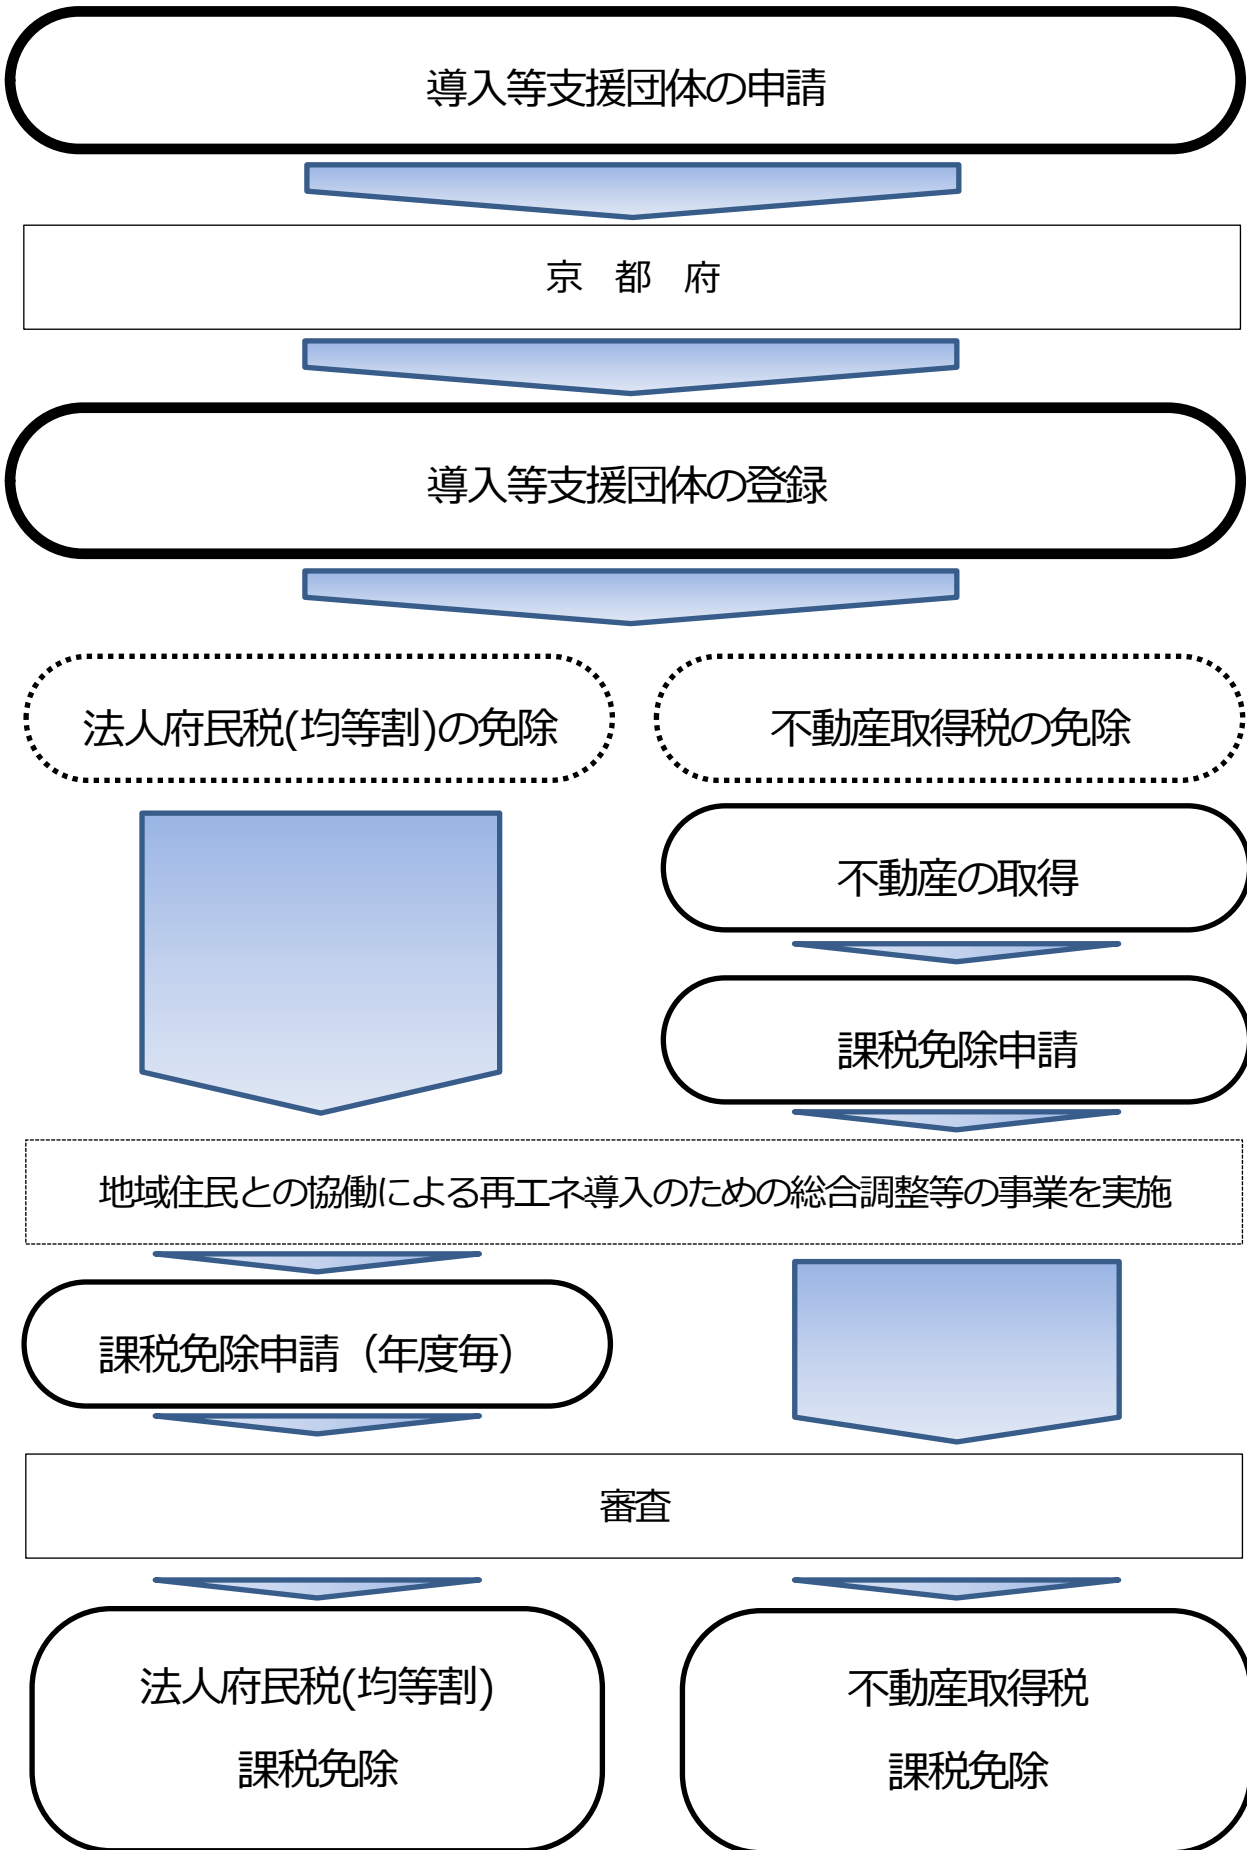 導入等支援団体の申請
京　都　府
導入等支援団体の登録
法人府民税(均等割)の免除
不動産取得税の免除
不動産の取得
課税免除申請
地域住民との協働による再エネ導入のための総合調整等の事業を実施
課税免除申請（年度毎）
審査
法人府民税(均等割)
課税免除
不動産取得税
課税免除